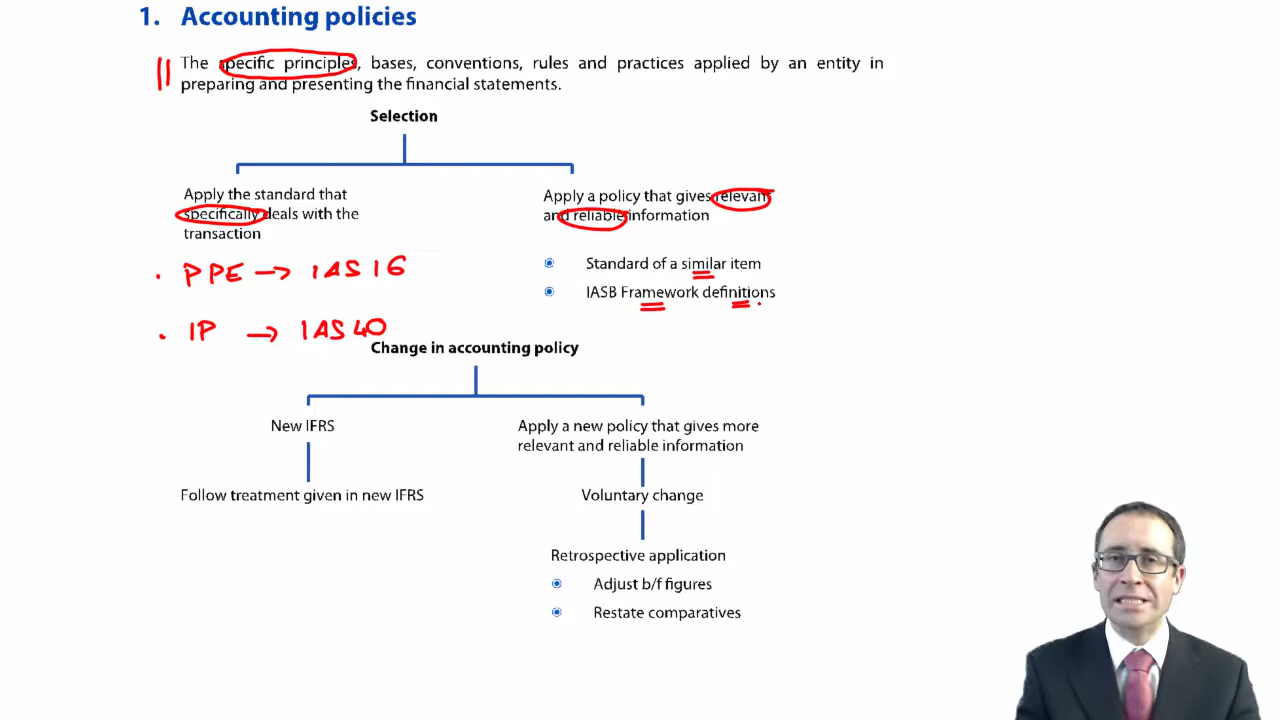 1. Accounting policies
The specific principles, bases, conventions, rules and practices applied by an entity in
preparing and presenting the financial statements.
Selection
Apply the standard that
specifically deals with the
transaction
. PPE → IAS 16
. IP → IAS 40
Apply a policy that gives relevant
and reliable information
Standard of a similar item
IASB Framework definitions
Change in accounting policy
New IFRS
Follow treatment given in new IFRS
Apply a new policy that gives more
relevant and reliable information
Voluntary change
Retrospective application
Adjust b/f figures
Restate comparatives